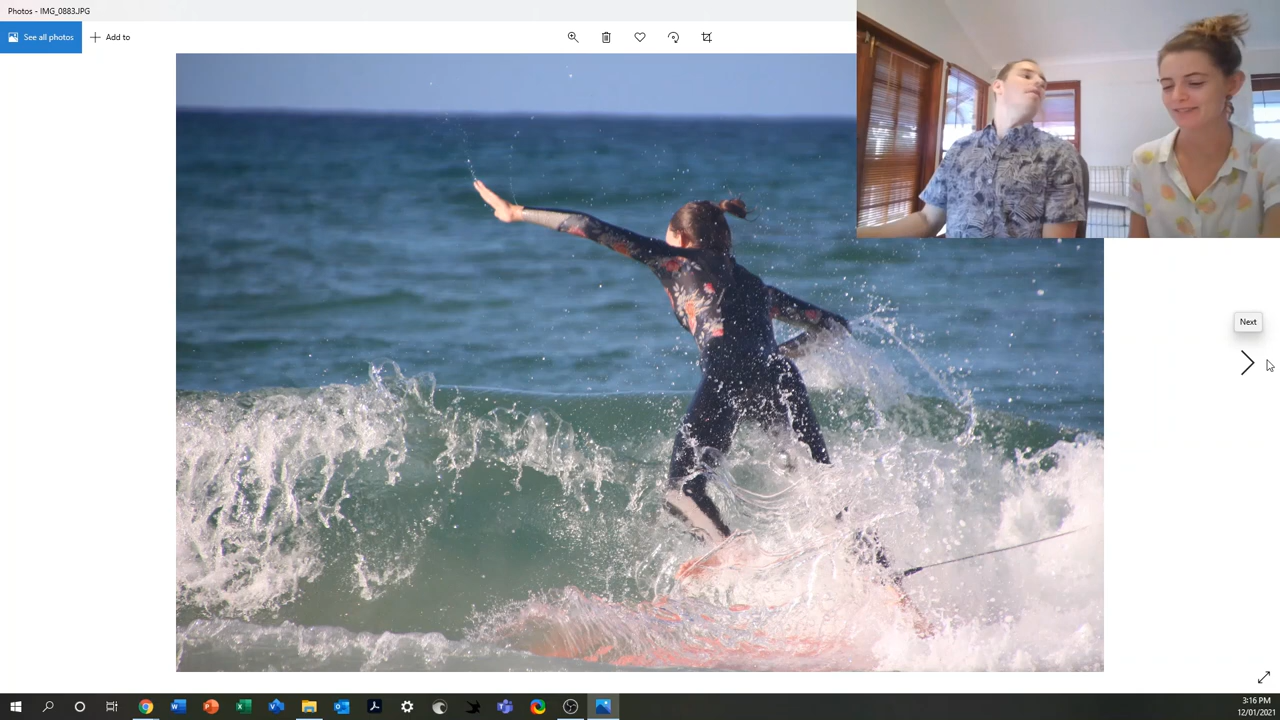 Photos - IMG_0883.JPG
See all photos
Add to
Next
3:16 PM
12/01/2021